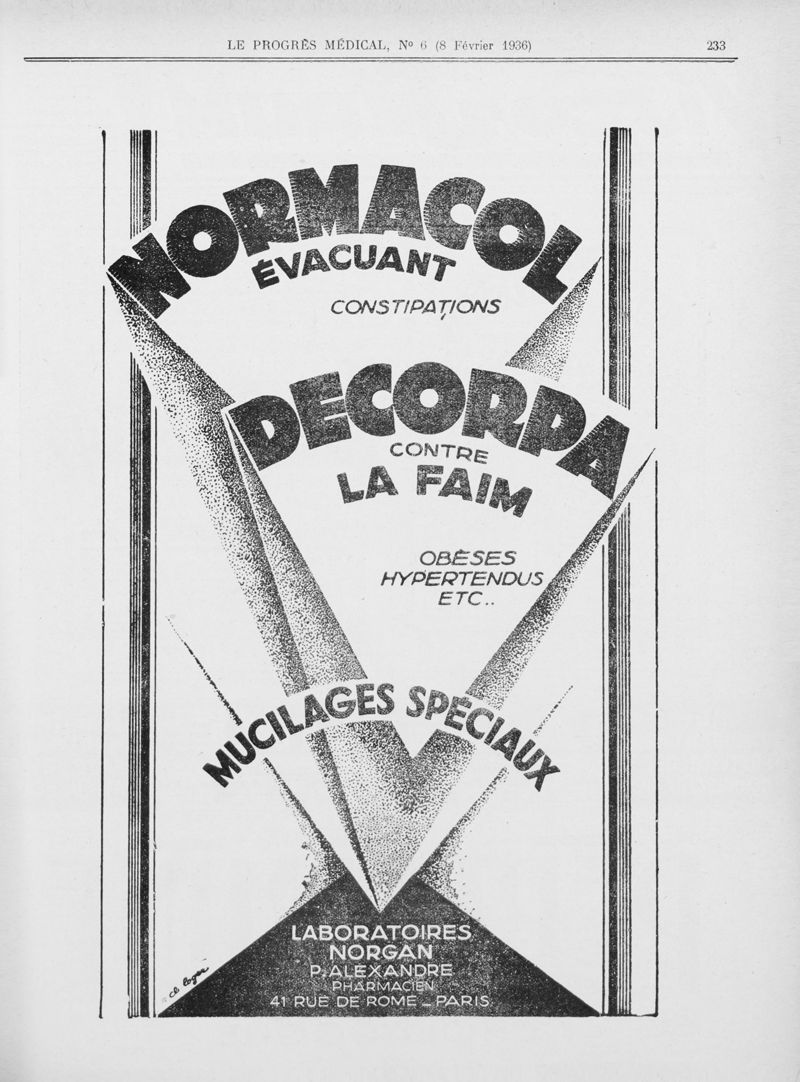 LE PROGRÈS MÉDICAL, Nº 6 (8 Février 1936) 233
NORMACOL
ÉVACUANT
CONSTIPATIONS
DECORPA
CONTRE
LA FAIM
OBÈSES
HYPERTENDUS
ETC..
MUCILAGES SPÉCIAUX
LABORATOIRES
NORGAN
P. ALEXANDRE
PHARMACIEN
41 RUE DE ROME _ PARIS